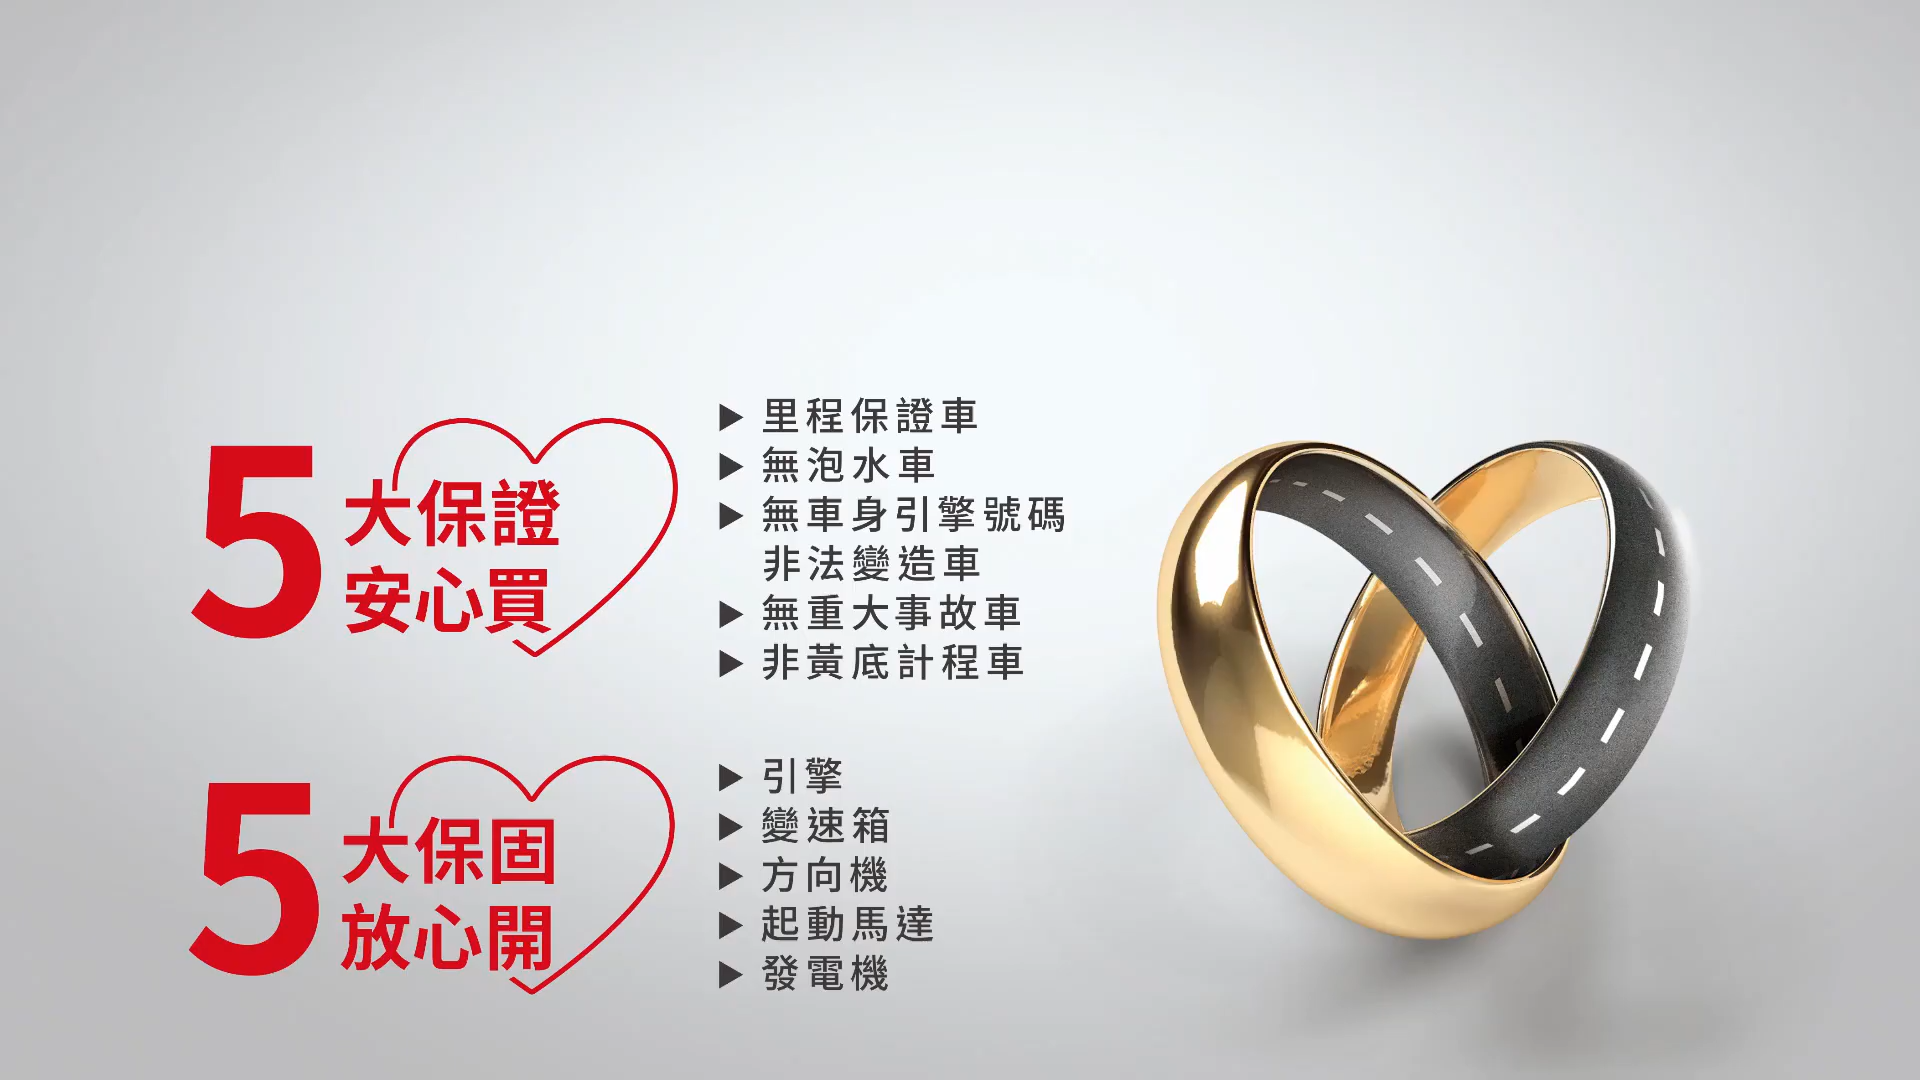 5大保證
安心買
▶ 里程保證車
▶ 無泡水車
▶ 無車身引擎號碼
非法變造車
▶ 無重大事故車
▶ 非黃底計程車
5大保固
放心開
▶ 引擎
▶ 變速箱
▶ 方向機
▶ 起動馬達
▶ 發電機